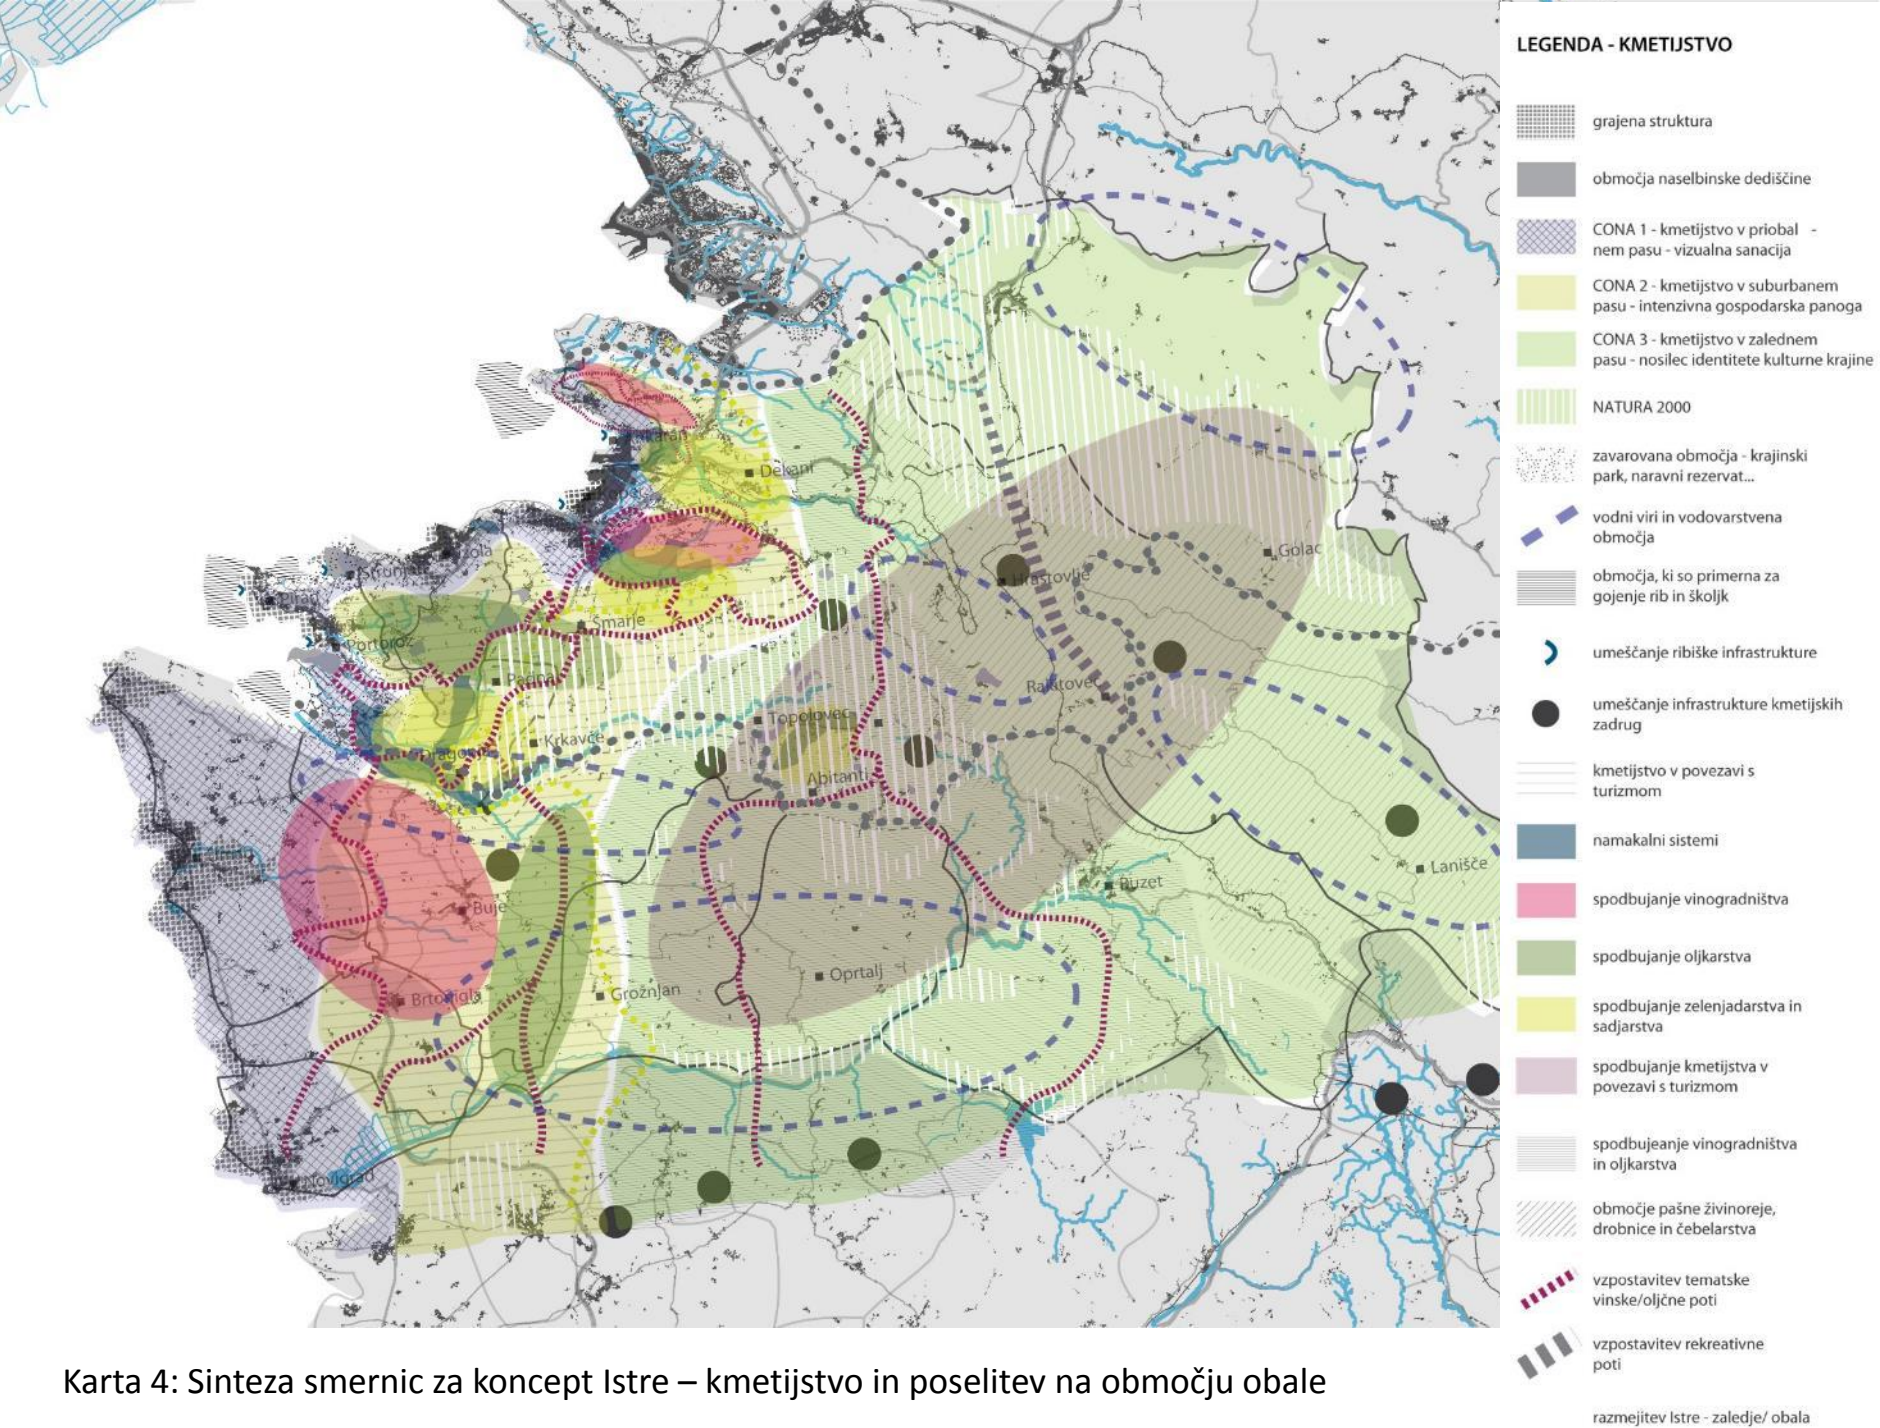 LEGENDA - KMETIJSTVO
grajena struktura
območja naselbinske dediščine
CONA 1 - kmetijstvo v priobal -
nem pasu - vizualna sanacija
CONA 2 - kmetijstvo v suburbanem
pasu - intenzivna gospodarska panoga
CONA 3 - kmetijstvo v zalednem
pasu - nosilec identitete kulturne krajine
NATURA 2000
zavarovana območja - krajinski
park, naravni rezervat...
vodni viri in vodovarstvena
območja
območja, ki so primerna za
gojenje rib in školjk
umeščanje ribiške infrastrukture
umeščanje infrastrukture kmetijskih
zadrug
kmetijstvo v povezavi s
turizmom
namakalni sistemi
spodbujanje vinogradništva
spodbujanje oljkarstva
spodbujanje zelenjadarstva in
sadjarstva
spodbujanje kmetijstva v
povezavi s turizmom
spodbujeanje vinogradništva
in oljkarstva
območje pašne živinoreje,
drobnice in čebelarstva
vzpostavitev tematske
vinske/oljčne poti
vzpostavitev rekreativne
poti
razmejitev Istre - zaledje/ obala
Dekani
Izola
Golac
Hrastovlje
Šmarje
Portorož
Padna
Rakitovec
Topolovec
Krkavče
Abitanti
Lanišče
Buzet
Buje
Oprtalj
Grožnjan
Brtonigla
Novigrad
Karta 4: Sinteza smernic za koncept Istre – kmetijstvo in poselitev na območju obale